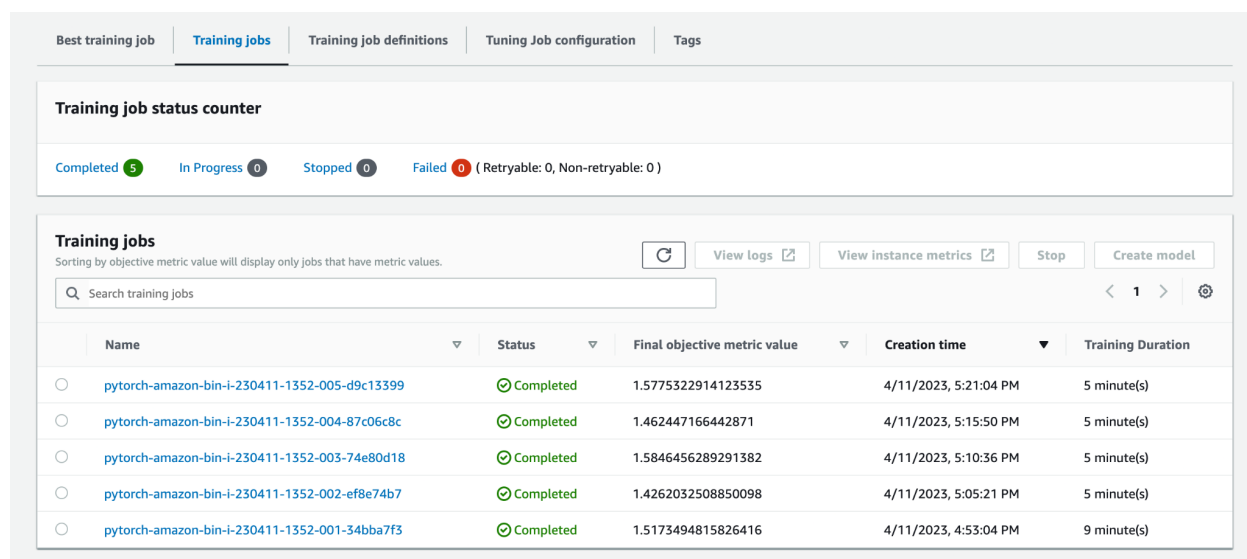 Best training job Training jobs Training job definitions Tuning Job configuration Tags
Training job status counter
Completed 5 In Progress 0 Stopped 0 Failed 0 ( Retryable: 0, Non-retryable: 0 )
Training jobs
Sorting by objective metric value will display only jobs that have metric values.
View logs View instance metrics Stop Create model
Search training jobs
1
Name Status Final objective metric value Creation time Training Duration
pytorch-amazon-bin-i-230411-1352-005-d9c13399 Completed 1.5775322914123535 4/11/2023, 5:21:04 PM 5 minute(s)
pytorch-amazon-bin-i-230411-1352-004-87c06c8c Completed 1.462447166442871 4/11/2023, 5:15:50 PM 5 minute(s)
pytorch-amazon-bin-i-230411-1352-003-74e80d18 Completed 1.5846456289291382 4/11/2023, 5:10:36 PM 5 minute(s)
pytorch-amazon-bin-i-230411-1352-002-ef8e74b7 Completed 1.4262032508850098 4/11/2023, 5:05:21 PM 5 minute(s)
pytorch-amazon-bin-i-230411-1352-001-34bba7f3 Completed 1.5173494815826416 4/11/2023, 4:53:04 PM 9 minute(s)